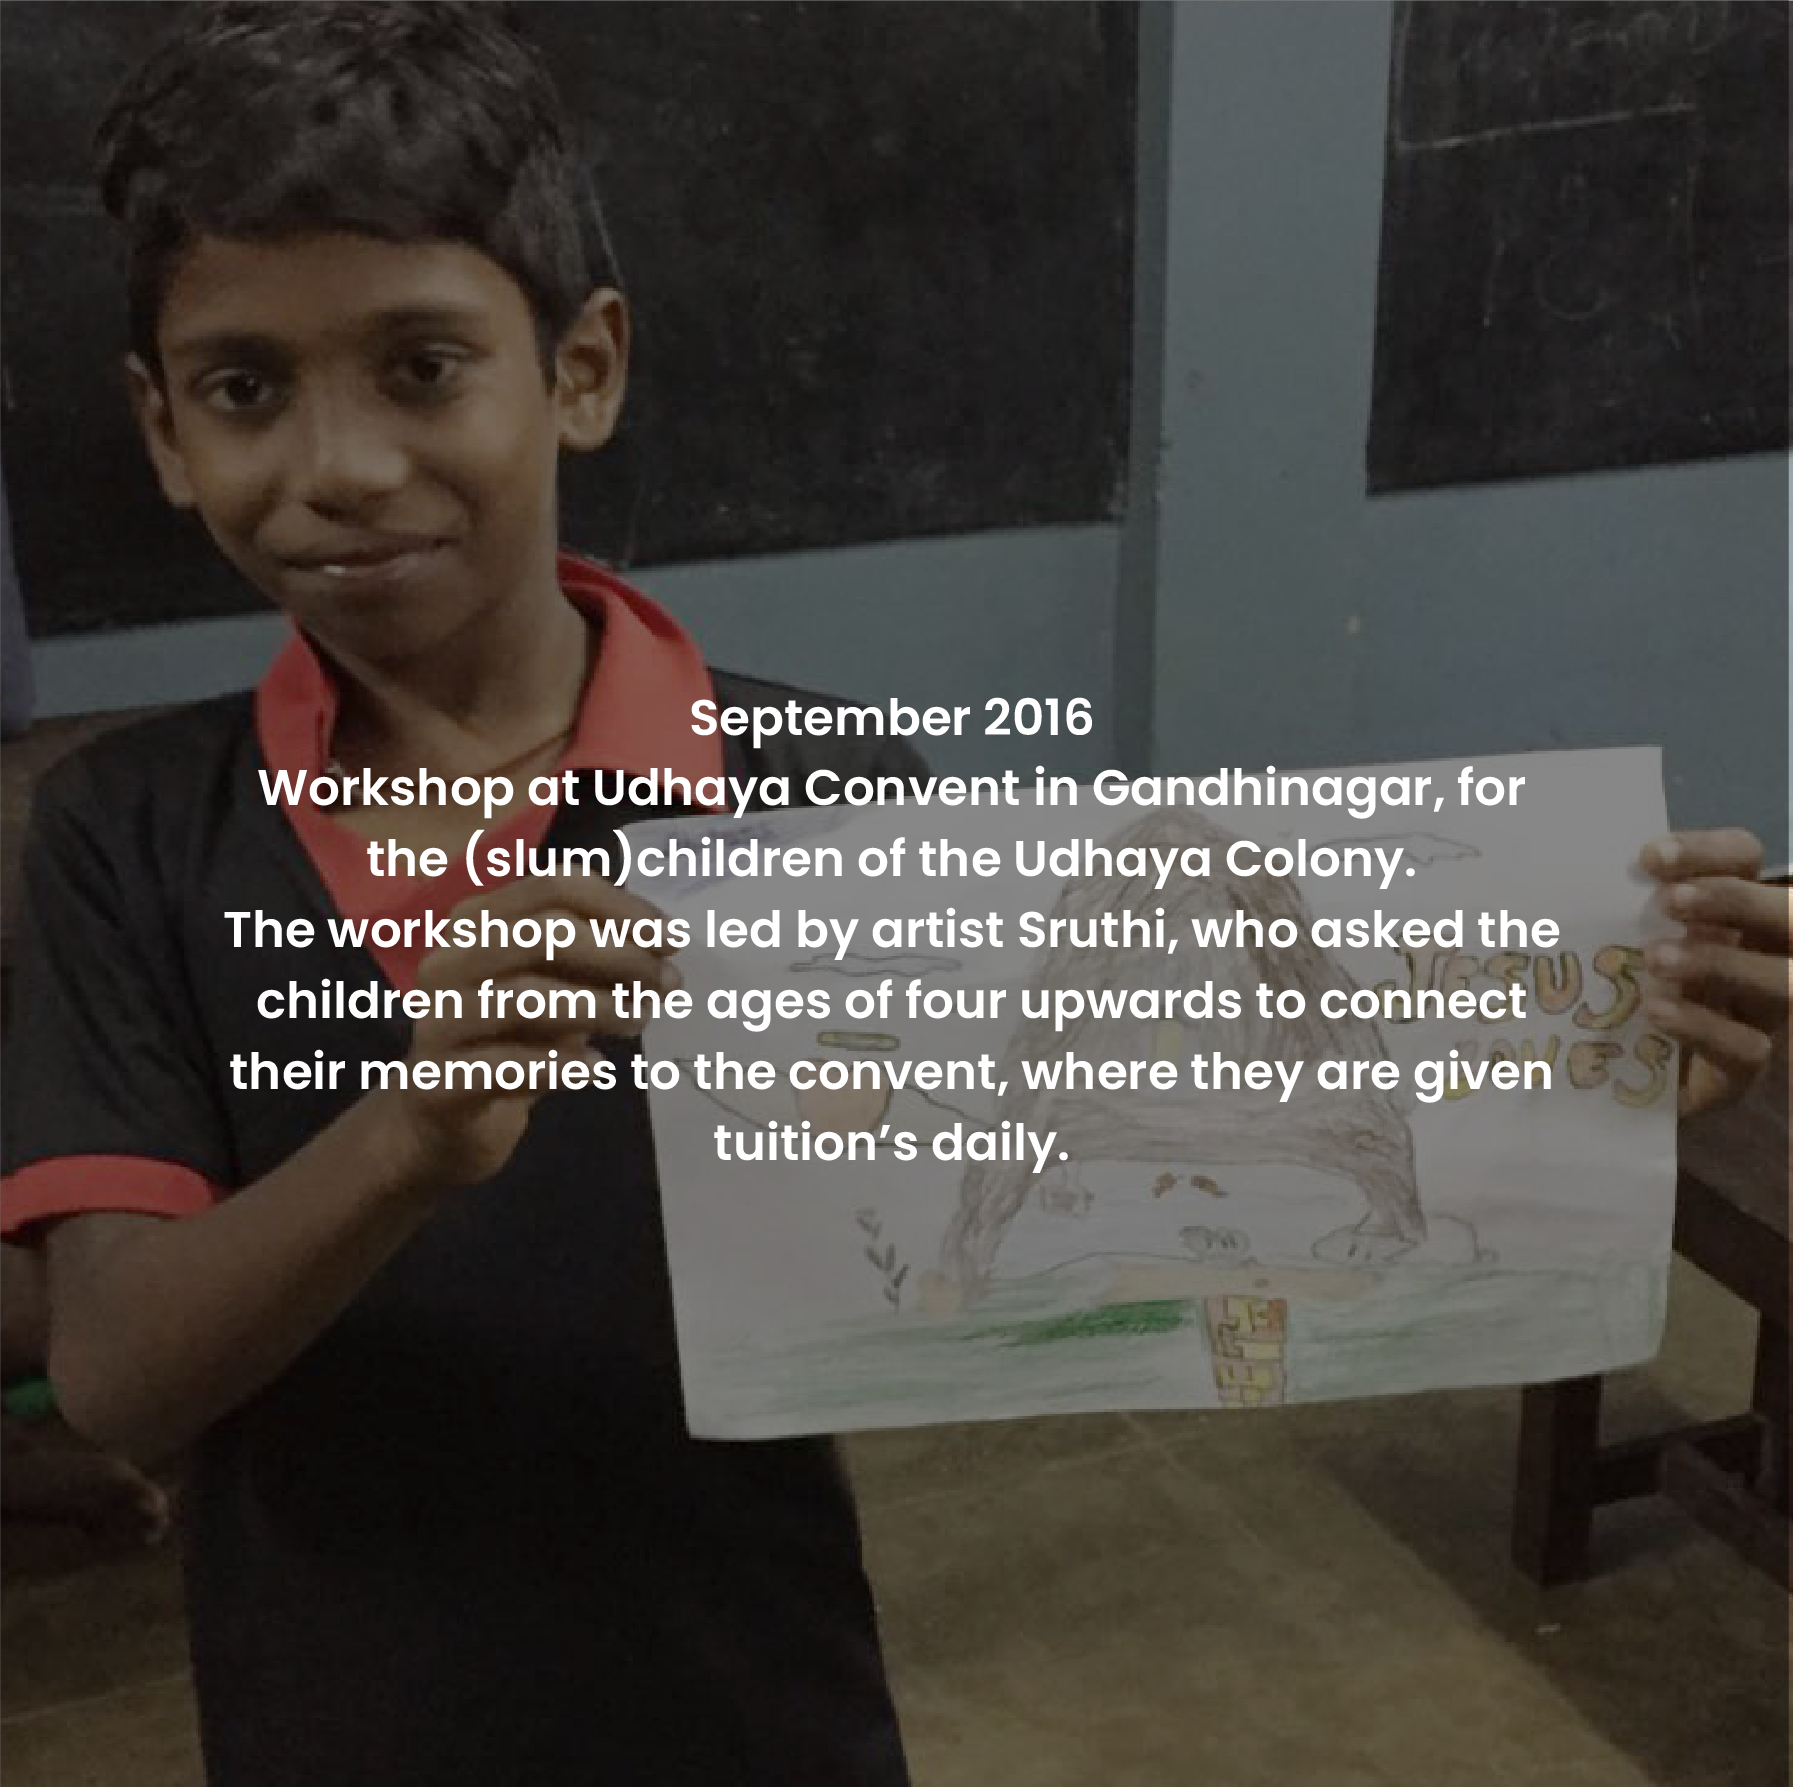 September 2016
Workshop at Udhaya Convent in Gandhinagar, for
the (slum)children of the Udhaya Colony.
The workshop was led by artist Sruthi, who asked the
children from the ages of four upwards to connect
their memories to the convent, where they are given
tuition’s daily.
JESUS